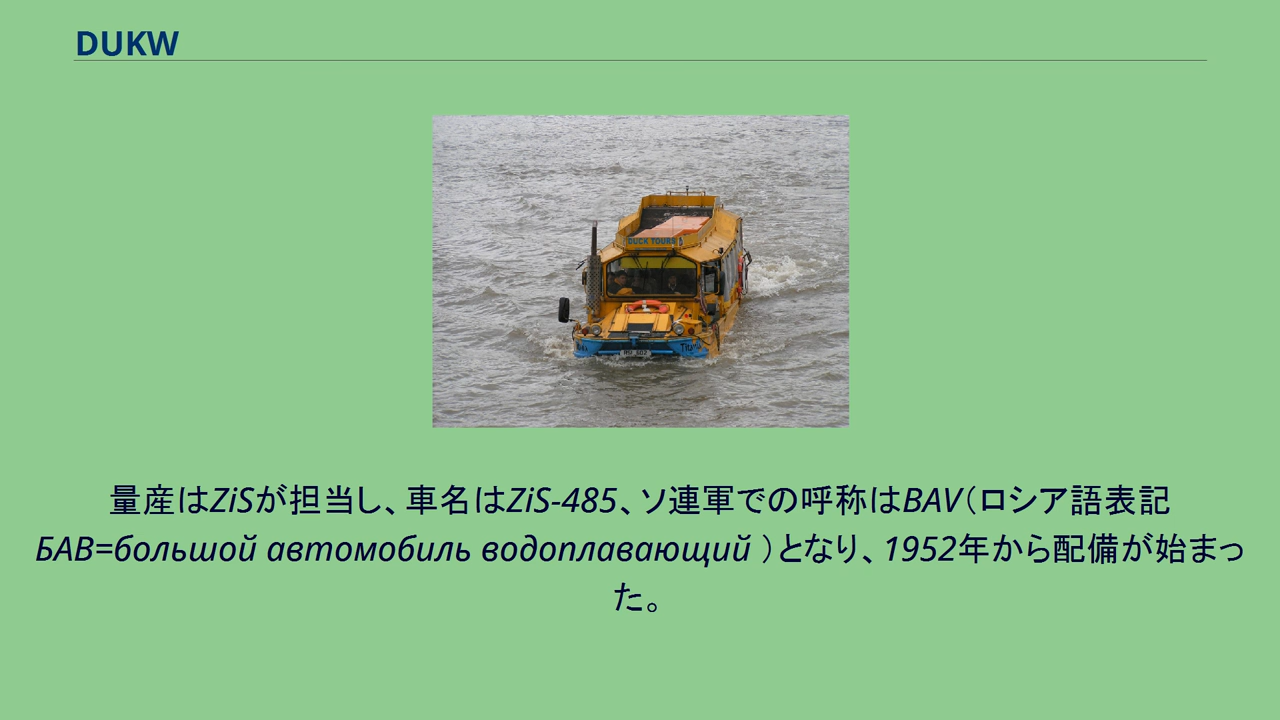 DUKW
DUCK TOURS
Titania
量産はZiSが担当し、車名はZiS-485、ソ連軍での呼称はBAV（ロシア語表記
БАВ=большой автомобиль водоплавающий ）となり、1952年から配備が始まっ
た。